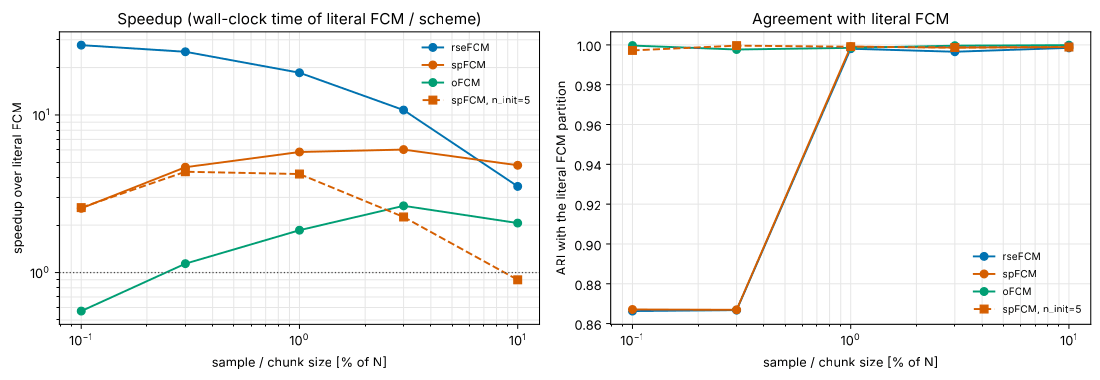 Speedup (wall-clock time of literal FCM / scheme)
speedup over literal FCM
10¹
10⁰
rseFCM
spFCM
oFCM
spFCM, n_init=5
10⁻¹
10⁰
10¹
sample / chunk size [% of N]
Agreement with literal FCM
ARI with the literal FCM partition
1.00
0.98
0.96
0.94
0.92
0.90
0.88
0.86
rseFCM
spFCM
oFCM
spFCM, n_init=5
10⁻¹
10⁰
10¹
sample / chunk size [% of N]